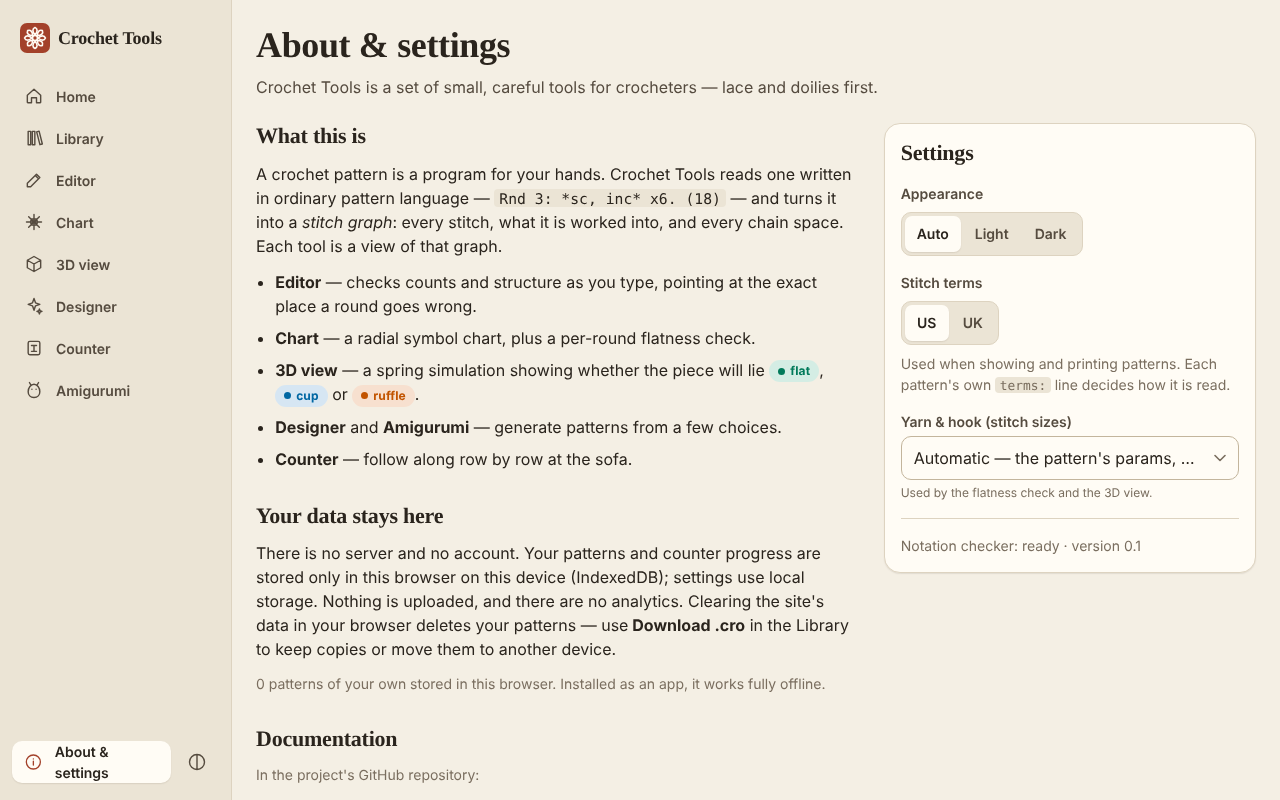 Crochet Tools
Home
Library
Editor
Chart
3D view
Designer
Counter
Amigurumi
About &
settings
About & settings
Crochet Tools is a set of small, careful tools for crocheters — lace and doilies first.
What this is
A crochet pattern is a program for your hands. Crochet Tools reads one written
in ordinary pattern language — Rnd 3: *sc, inc* x6. (18) — and turns it
into a stitch graph: every stitch, what it is worked into, and every chain space.
Each tool is a view of that graph.
• Editor — checks counts and structure as you type, pointing at the exact
place a round goes wrong.
• Chart — a radial symbol chart, plus a per-round flatness check.
• 3D view — a spring simulation showing whether the piece will lie flat,
cup or ruffle.
• Designer and Amigurumi — generate patterns from a few choices.
• Counter — follow along row by row at the sofa.
Your data stays here
There is no server and no account. Your patterns and counter progress are
stored only in this browser on this device (IndexedDB); settings use local
storage. Nothing is uploaded, and there are no analytics. Clearing the site's
data in your browser deletes your patterns — use Download .cro in the Library
to keep copies or move them to another device.
0 patterns of your own stored in this browser. Installed as an app, it works fully offline.
Documentation
In the project's GitHub repository:
Settings
Appearance
Auto Light Dark
Stitch terms
US UK
Used when showing and printing patterns. Each
pattern's own terms: line decides how it is read.
Yarn & hook (stitch sizes)
Automatic — the pattern's params, ...
Used by the flatness check and the 3D view.
Notation checker: ready · version 0.1